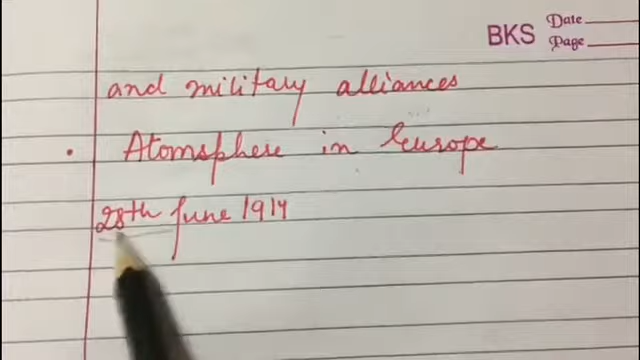 BKS Date
Page
and military alliances
• Atomsphere in Europe
28th June 1914